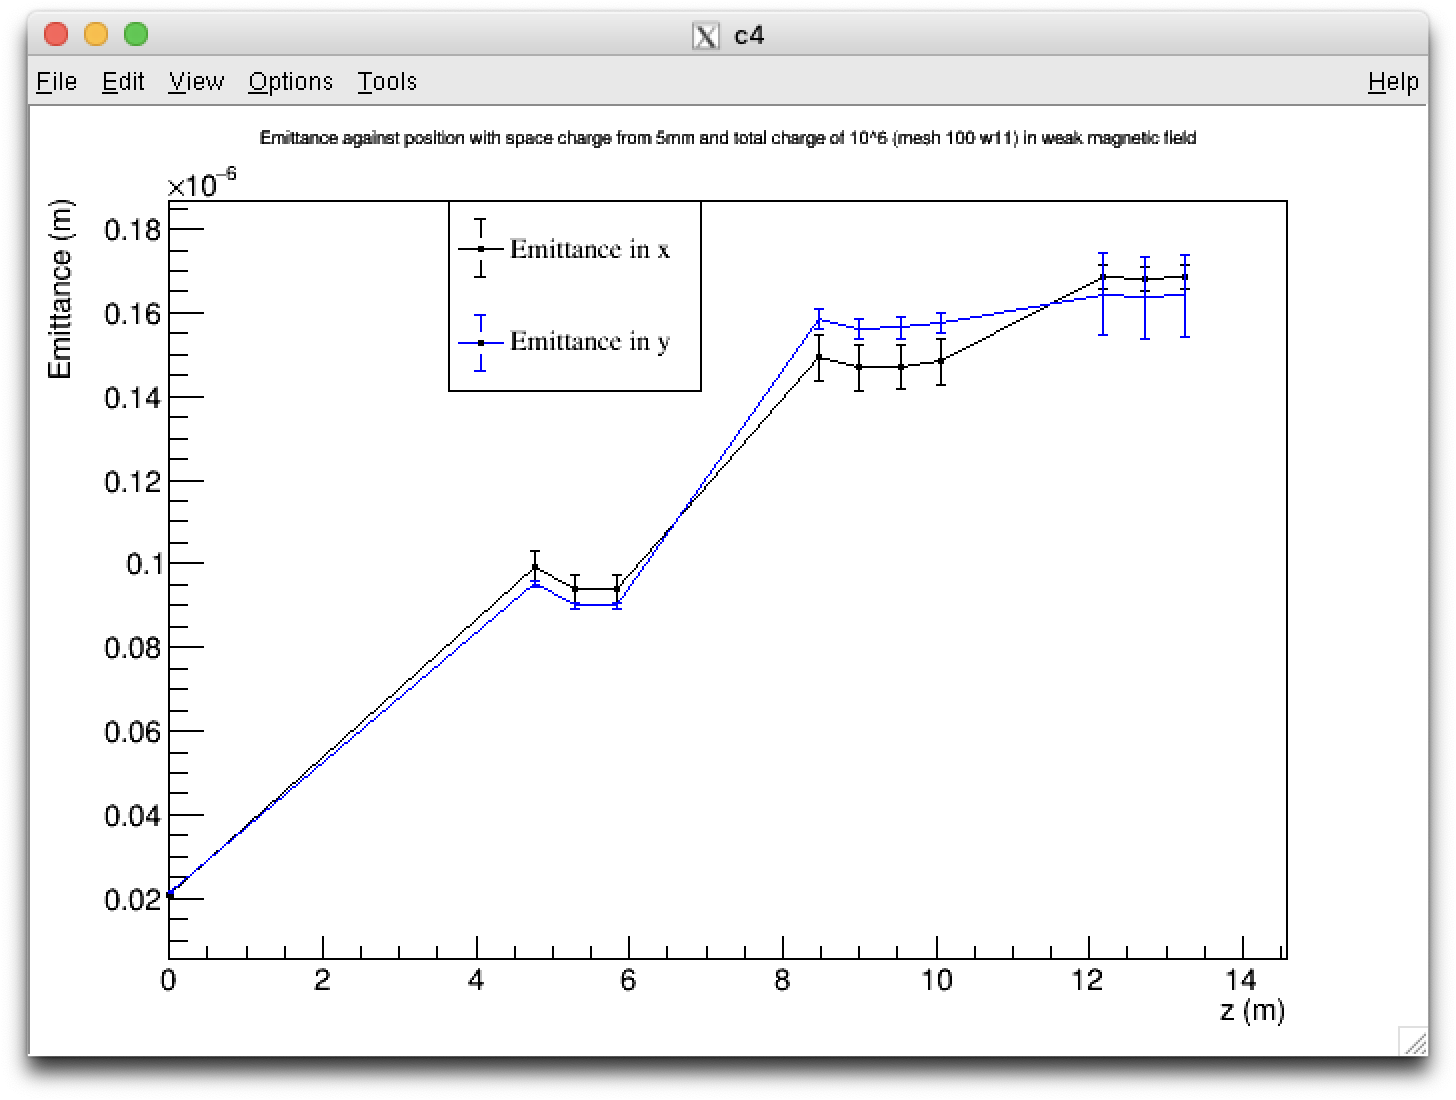 c4
File Edit View Options Tools Help
Emittance against position with space charge from 5mm and total charge of 10^6 (mesh 100 w11) in weak magnetic field
×10⁻⁶
Emittance (m)
0.18
0.16
0.14
0.12
0.1
0.08
0.06
0.04
0.02
Emittance in x
Emittance in y
0 2 4 6 8 10 12 14
z (m)